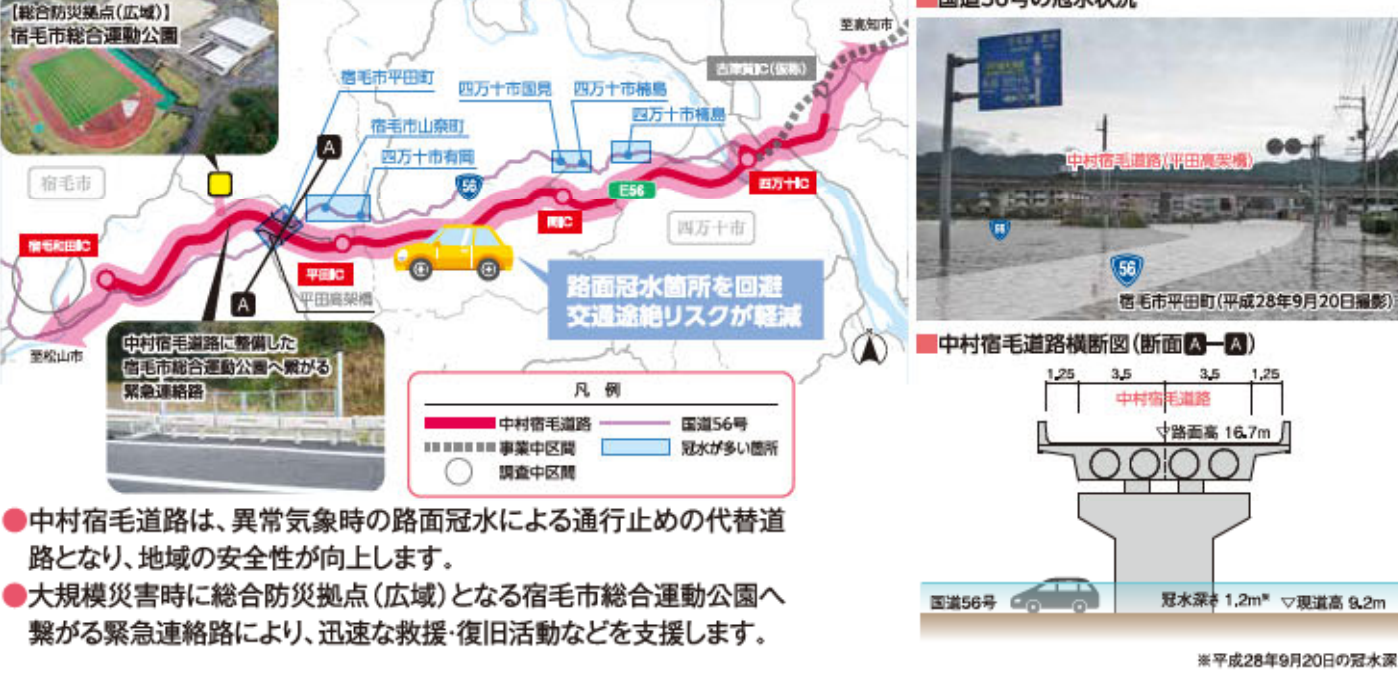 【総合防災拠点(広域)】
宿毛市総合運動公園
宿毛市平田町
宿毛市山奈町
四万十市有岡
四万十市国見
四万十市楠島
四万十市楠島
古津賀IC(仮称)
至高知市
A
宿毛市
56
E56
四万十IC
間IC
四万十市
宿毛和田IC
平田IC
平田高架橋
A
至松山市
路面冠水箇所を回避
交通途絶リスクが軽減
中村宿毛道路に整備した
宿毛市総合運動公園へ繋がる
緊急連絡路
凡 例
中村宿毛道路
国道56号
事業中区間
冠水が多い箇所
調査中区間
●中村宿毛道路は、異常気象時の路面冠水による通行止めの代替道
路となり、地域の安全性が向上します。
●大規模災害時に総合防災拠点(広域)となる宿毛市総合運動公園へ
繋がる緊急連絡路により、迅速な救援・復旧活動などを支援します。
■国道56号の冠水状況
中村宿毛道路(平田高架橋)
56
56
宿毛市平田町(平成28年9月20日撮影)
■中村宿毛道路横断図(断面A-A)
1.25 3.5 3.5 1.25
中村宿毛道路
▽路面高 16.7m
国道56号
冠水深さ 1.2m※ ▽現道高 9.2m
※平成28年9月20日の冠水深